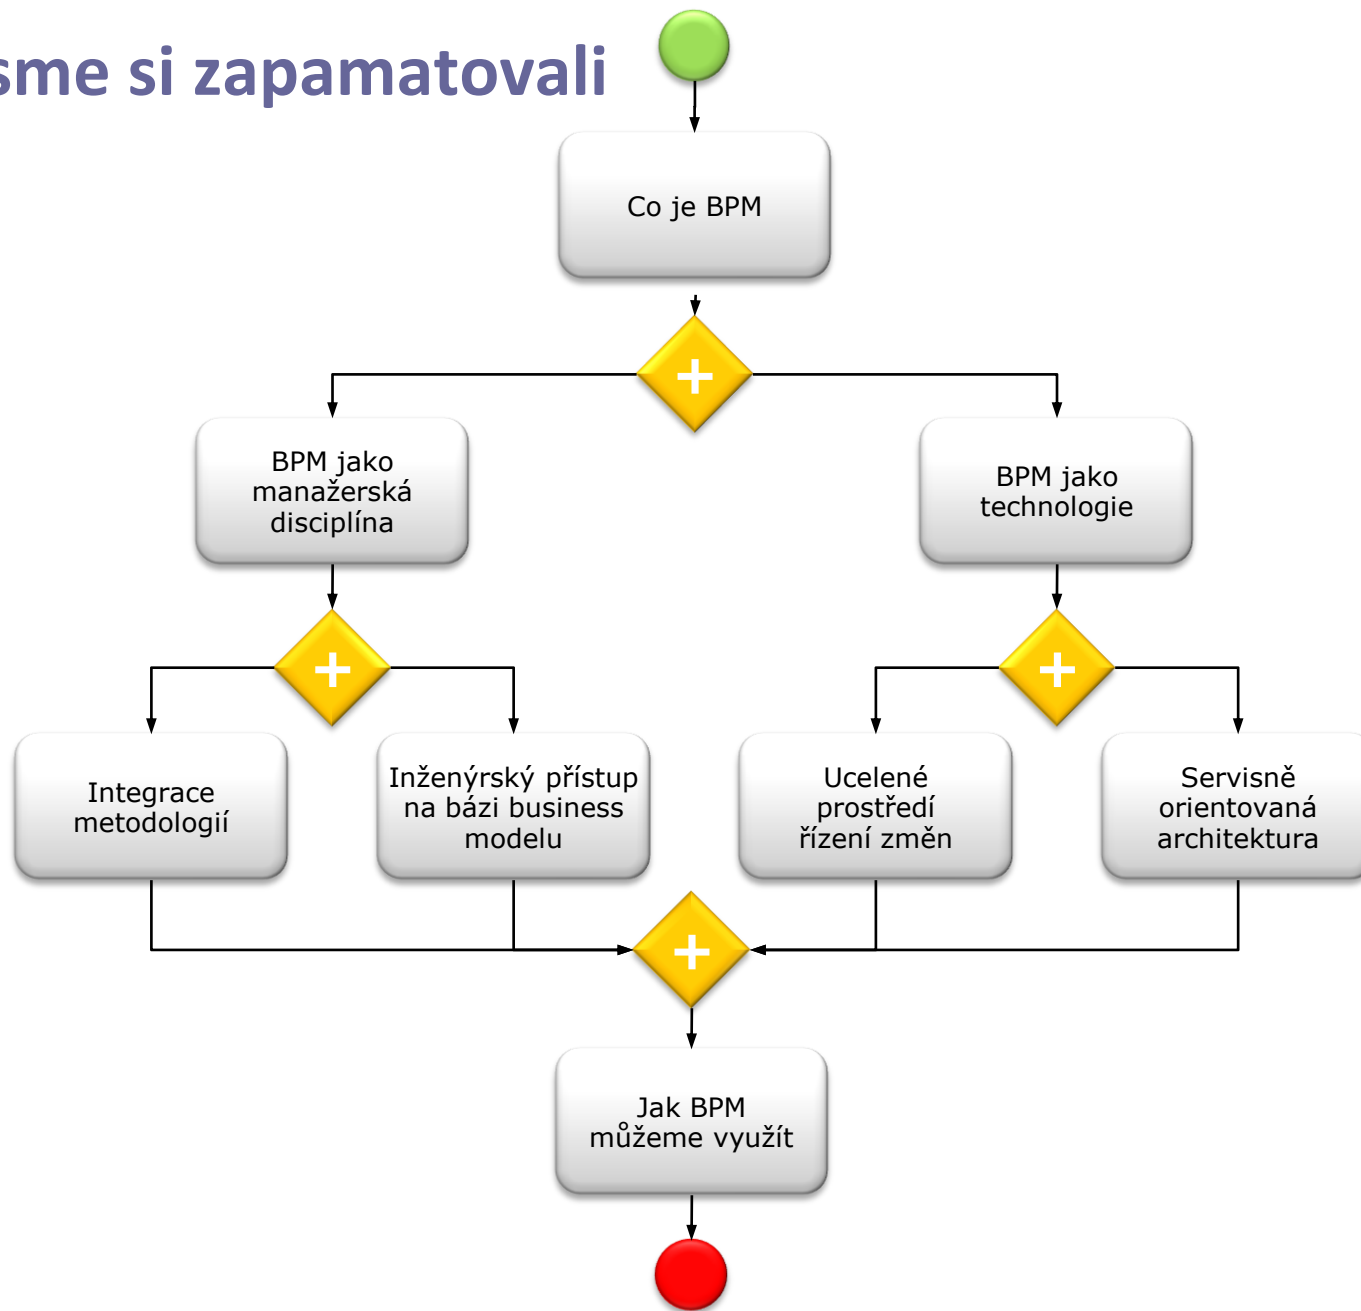 sme si zapamatovali
Co je BPM
BPM jako
manažerská
disciplína
BPM jako
technologie
Integrace
metodologií
Inženýrský přístup
na bázi business
modelu
Ucelené
prostředí
řízení změn
Servisně
orientovaná
architektura
Jak BPM
můžeme využít